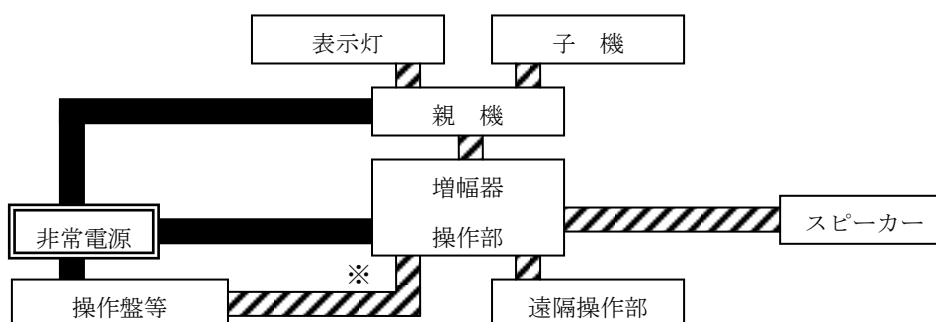 表示灯
子 機
親 機
増幅器
操作部
スピーカー
非常電源
※
操作盤等
遠隔操作部